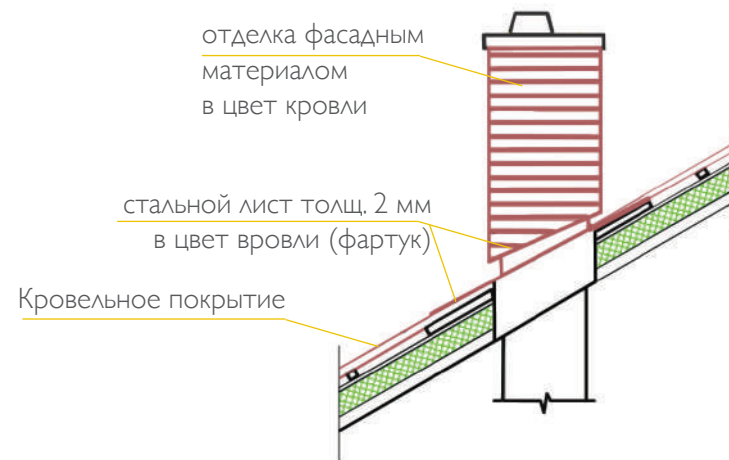 отделка фасадным
материалом
в цвет кровли
стальной лист толщ. 2 мм
в цвет вровли (фартук)
Кровельное покрытие